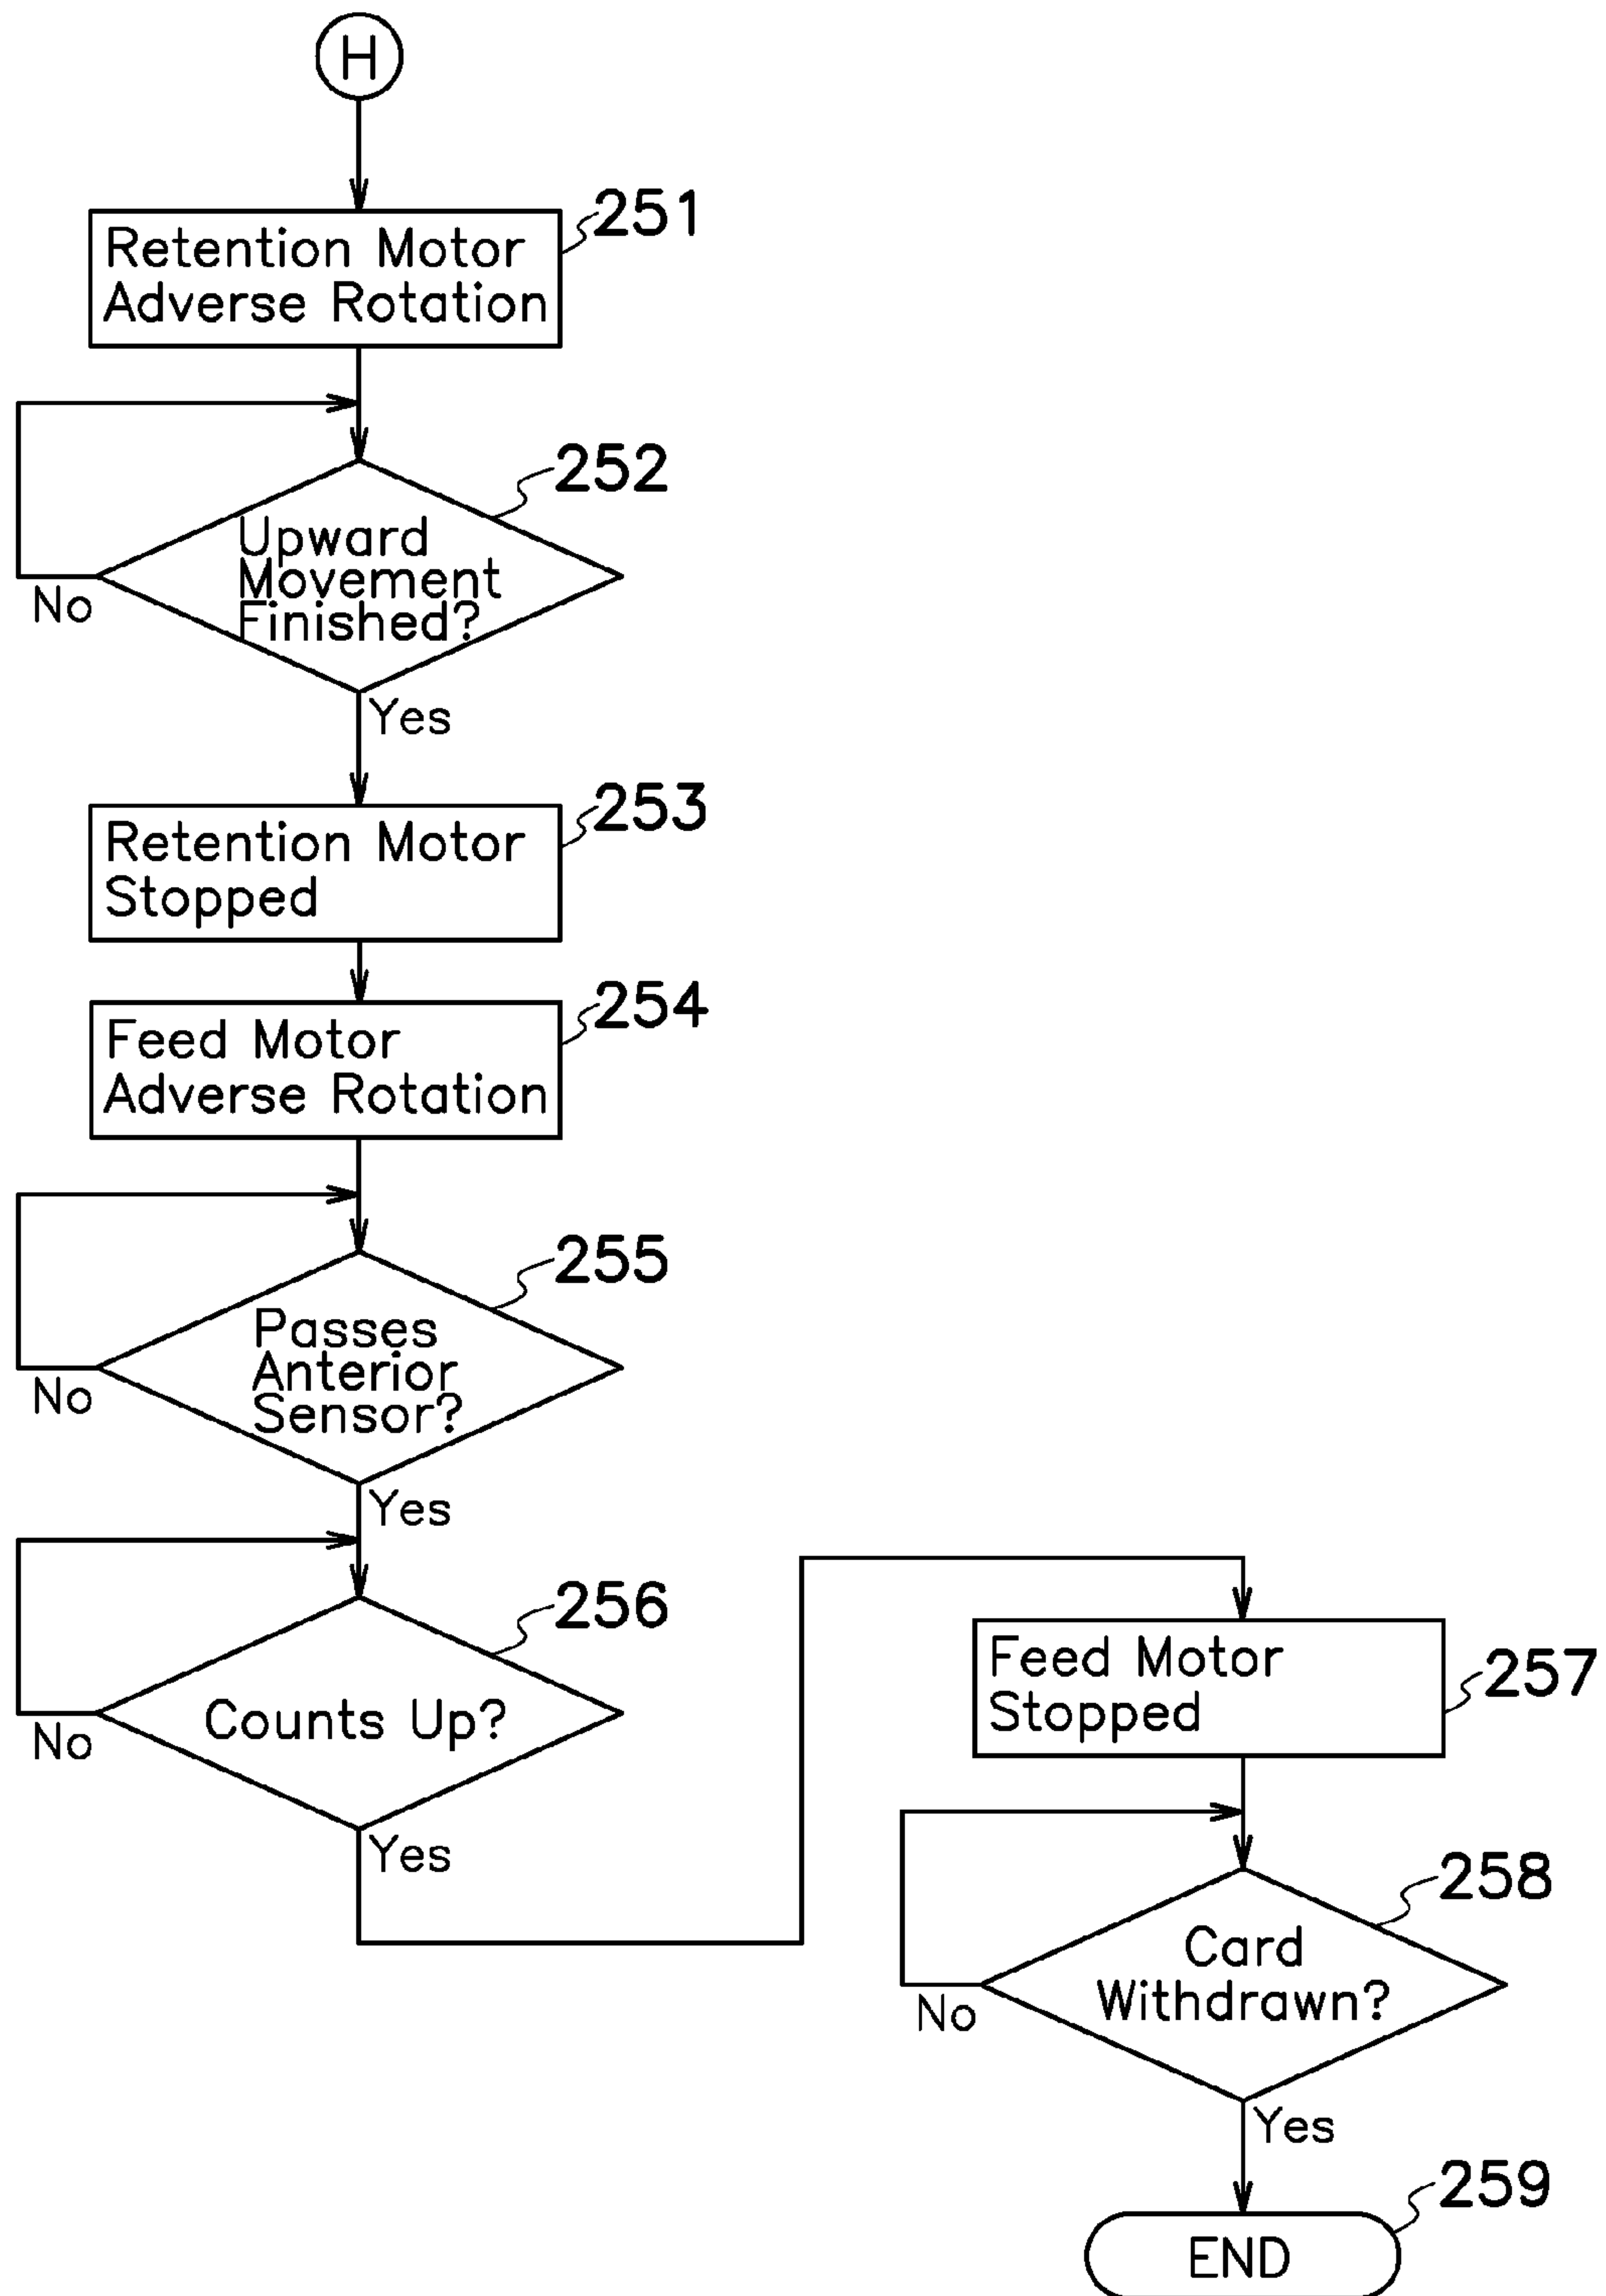 H
251
Retention Motor
Adverse Rotation
252
Upward
Movement
Finished?
No
Yes
253
Retention Motor
Stopped
254
Feed Motor
Adverse Rotation
255
Passes
Anterior
Sensor?
No
Yes
256
Counts Up?
No
Yes
257
Feed Motor
Stopped
258
Card
Withdrawn?
No
Yes
259
END